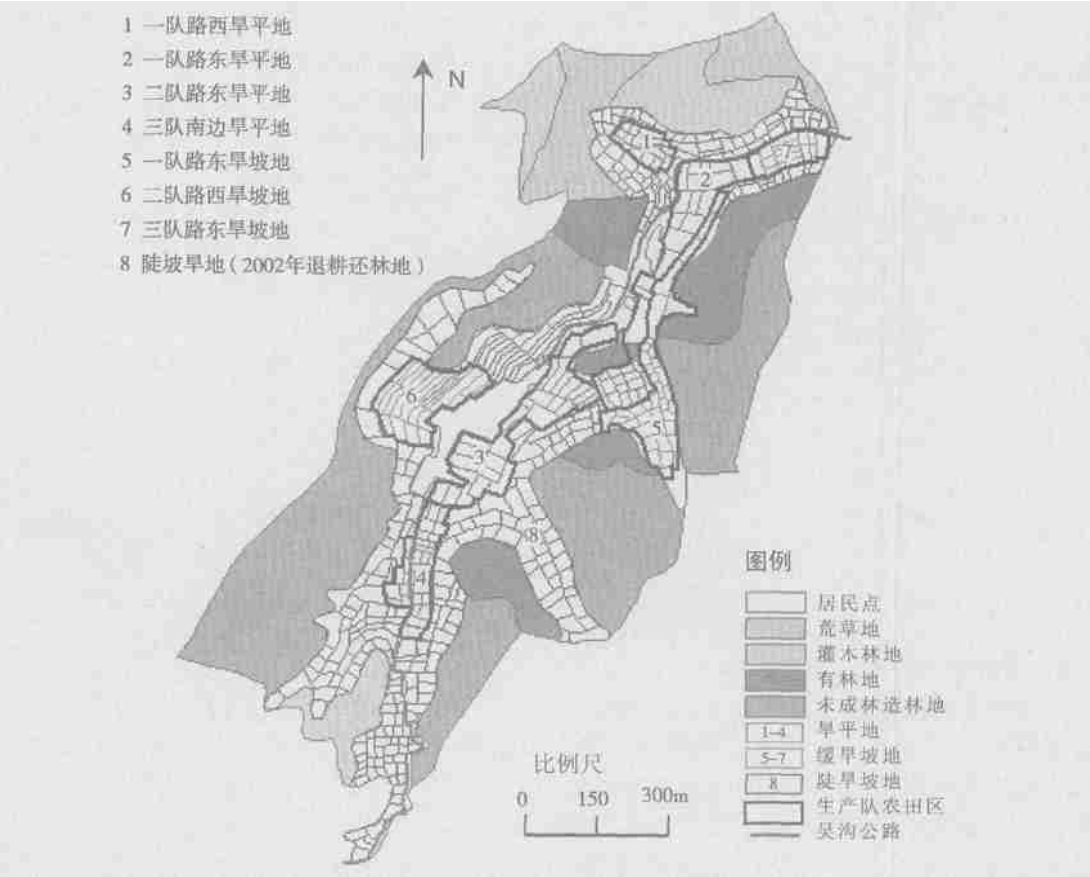 1 一队路西旱平地
2 一队路东旱平地
3 二队路东旱平地
4 三队南边旱平地
5 一队路东旱坡地
6 二队路西旱坡地
7 三队路东旱坡地
8 陡坡旱地(2002年退耕还林地)
N
1
2
7
6
5
3
8
4
图例
居民点
荒草地
灌木林地
有林地
未成林造林地
1-4 旱平地
5-7 缓旱坡地
8 陡旱坡地
生产队农田区
吴沟公路
比例尺
0 150 300m